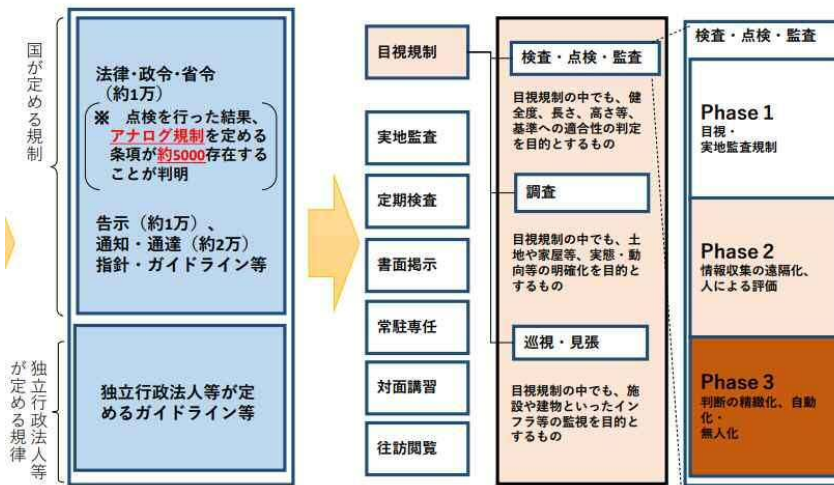 国が定める規制
法律・政令・省令
（約1万）
※ 点検を行った結果、
アナログ規制を定める
条項が約5000存在する
ことが判明
告示（約1万）、
通知・通達（約2万）
指針・ガイドライン等
独立行政法人等
が定める規律
独立行政法人等が定
めるガイドライン等
目視規制
実地監査
定期検査
書面掲示
常駐専任
対面講習
往訪閲覧
検査・点検・監査
目視規制の中でも、健
全度、長さ、高さ等、
基準への適合性の判定
を目的とするもの
調査
目視規制の中でも、土
地や家屋等、実態・動
向等の明確化を目的と
するもの
巡視・見張
目視規制の中でも、施
設や建物といったイン
フラ等の監視を目的と
するもの
検査・点検・監査
Phase 1
目視・
実地監査規制
Phase 2
情報収集の遠隔化、
人による評価
Phase 3
判断の精緻化、自動
化・
無人化